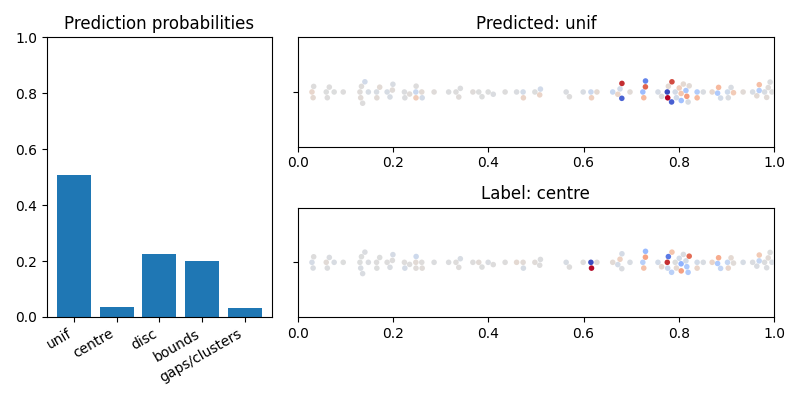 Prediction probabilities
1.0
0.8
0.6
0.4
0.2
0.0
unif
centre
disc
bounds
gaps/clusters
Predicted: unif
0.0 0.2 0.4 0.6 0.8 1.0
Label: centre
0.0 0.2 0.4 0.6 0.8 1.0